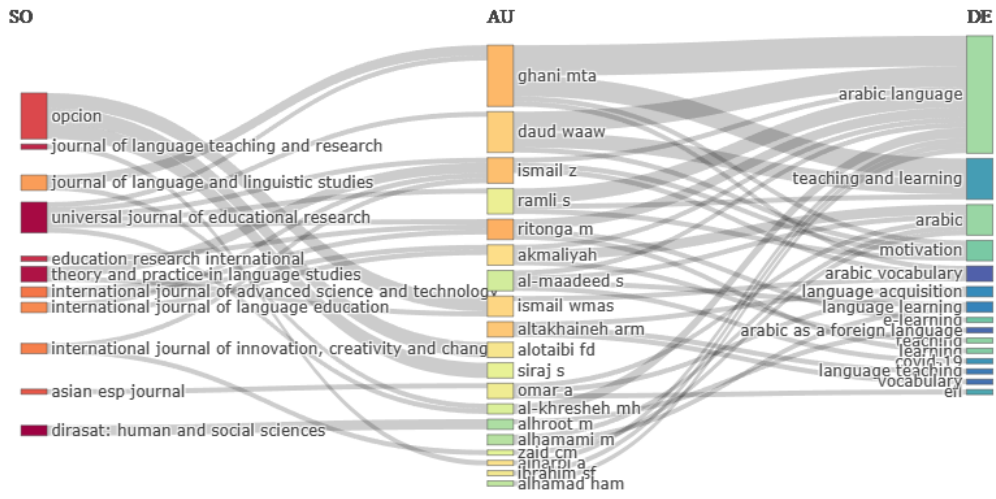 SO
AU
DE
opcion
journal of language teaching and research
journal of language and linguistic studies
universal journal of educational research
education research international
theory and practice in language studies
international journal of advanced science and technology
international journal of language education
international journal of innovation, creativity and chang
asian esp journal
dirasat: human and social sciences
ghani mta
daud waaw
ismail z
ramli s
ritonga m
akmaliyah
al-maadeed s
ismail wmas
altakhaineh arm
alotaibi fd
siraj s
omar a
al-khresheh mh
alhroot m
alhamami m
zaid cm
ibrahim sf
alhamad ham
arabic language
teaching and learning
arabic
motivation
arabic vocabulary
language acquisition
language learning
e-learning
arabic as a foreign language
teaching
learning
covid-19
language teaching
vocabulary